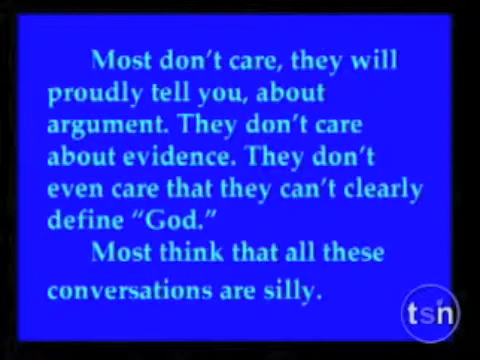 Most don't care, they will
proudly tell you, about
argument. They don't care
about evidence. They don't
even care that they can't clearly
define “God.”
Most think that all these
conversations are silly.
tsn